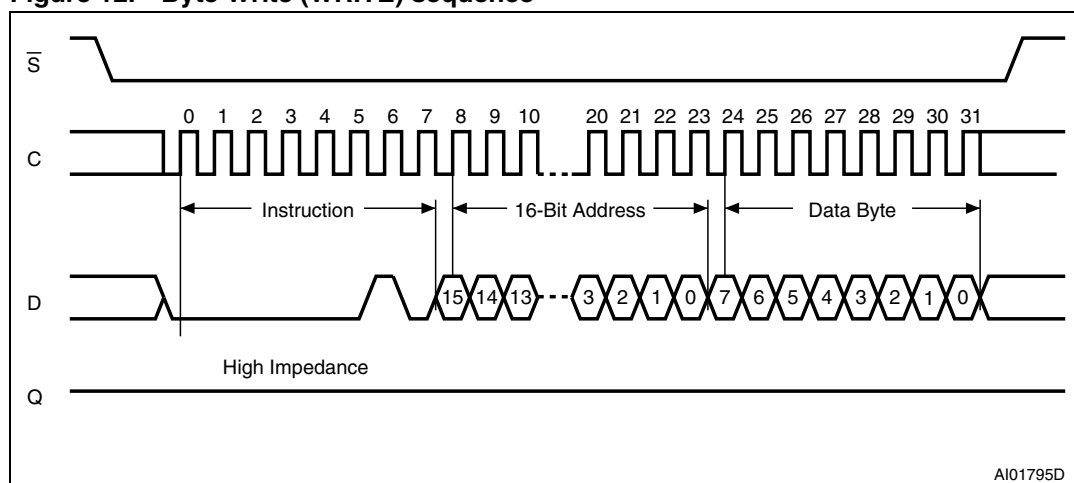 Figure 12. Byte Write (WRITE) sequence
S
0 1 2 3 4 5 6 7 8 9 10 20 21 22 23 24 25 26 27 28 29 30 31
C
Instruction 16-Bit Address Data Byte
D 15 14 13 3 2 1 0 7 6 5 4 3 2 1 0
High Impedance
Q
AI01795D